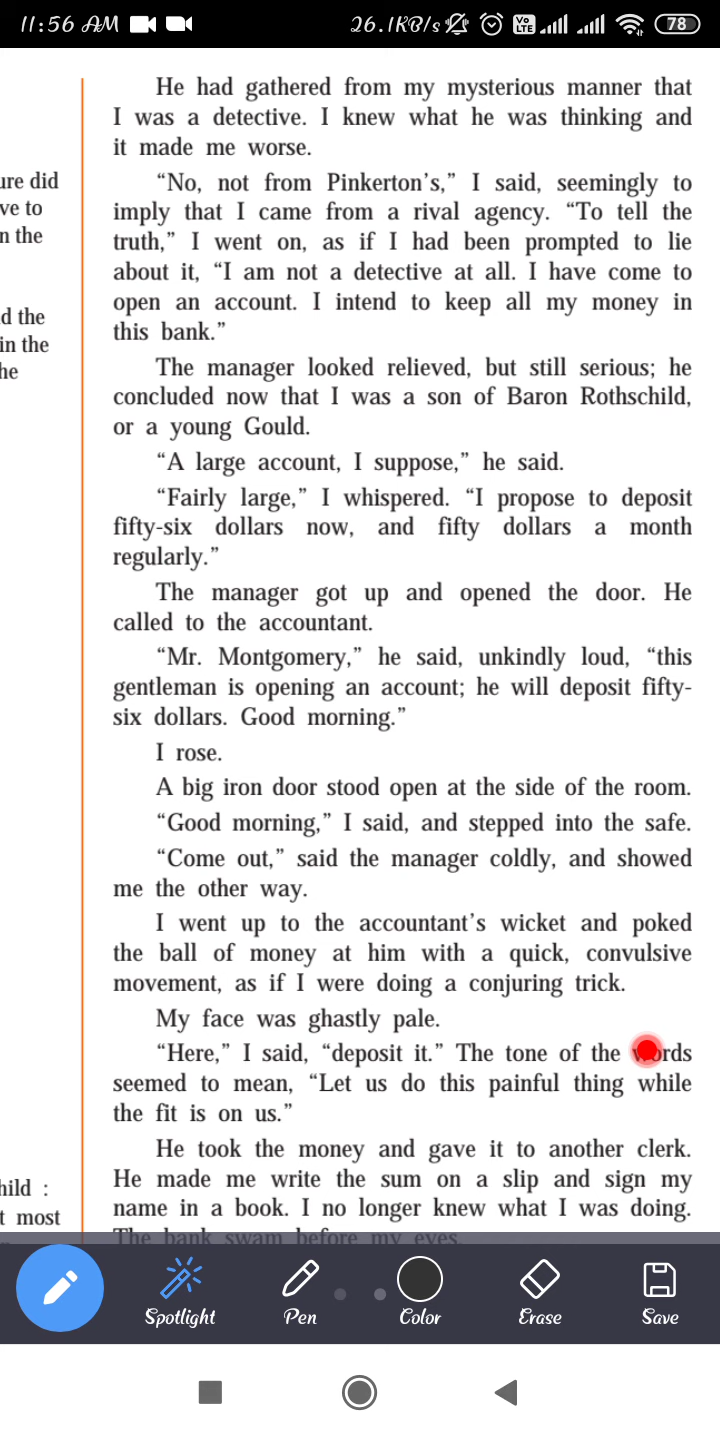 11:56 AM
26.1KB/s
Vo LTE
78
He had gathered from my mysterious manner that
I was a detective. I knew what he was thinking and
it made me worse.
ure did
“No, not from Pinkerton’s,” I said, seemingly to
ve to
imply that I came from a rival agency. “To tell the
n the
truth,” I went on, as if I had been prompted to lie
about it, “I am not a detective at all. I have come to
open an account. I intend to keep all my money in
d the
this bank.”
in the
he
The manager looked relieved, but still serious; he
concluded now that I was a son of Baron Rothschild,
or a young Gould.
“A large account, I suppose,” he said.
“Fairly large,” I whispered. “I propose to deposit
fifty-six dollars now, and fifty dollars a month
regularly.”
The manager got up and opened the door. He
called to the accountant.
“Mr. Montgomery,” he said, unkindly loud, “this
gentleman is opening an account; he will deposit fifty-
six dollars. Good morning.”
I rose.
A big iron door stood open at the side of the room.
“Good morning,” I said, and stepped into the safe.
“Come out,” said the manager coldly, and showed
me the other way.
I went up to the accountant’s wicket and poked
the ball of money at him with a quick, convulsive
movement, as if I were doing a conjuring trick.
My face was ghastly pale.
“Here,” I said, “deposit it.” The tone of the words
seemed to mean, “Let us do this painful thing while
the fit is on us.”
He took the money and gave it to another clerk.
hild :
He made me write the sum on a slip and sign my
t most
name in a book. I no longer knew what I was doing.
The bank swam before my eyes.
Spotlight
Pen
Color
Erase
Save